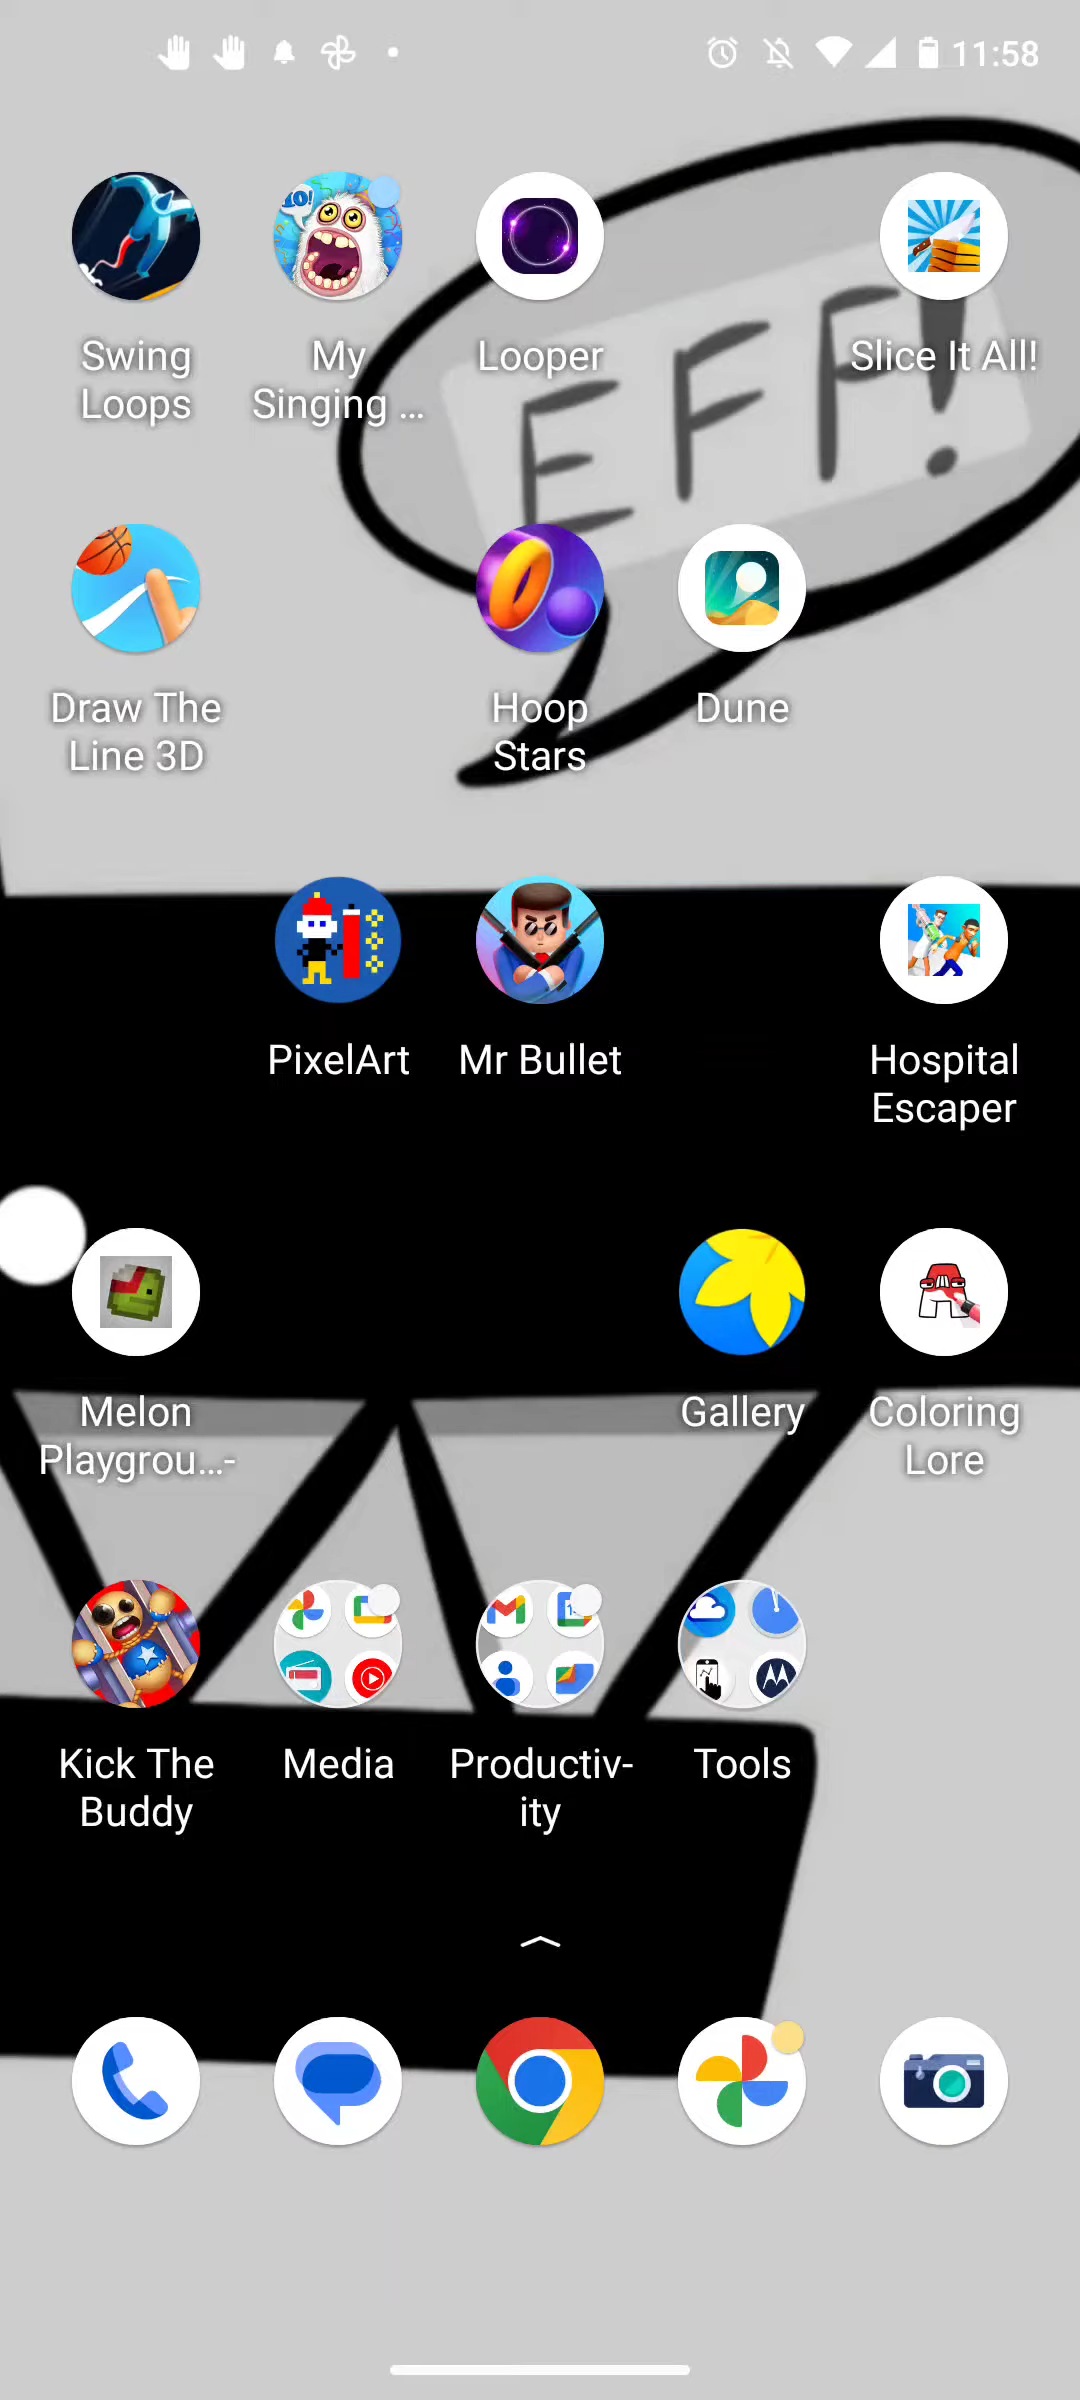 11:58
EFF!
Swing
Loops
My
Singing ...
Looper
Slice It All!
Draw The
Line 3D
Hoop
Stars
Dune
PixelArt
Mr Bullet
Hospital
Escaper
Melon
Playgrou...-
Gallery
Coloring
Lore
Kick The
Buddy
Media
Productiv-
ity
Tools